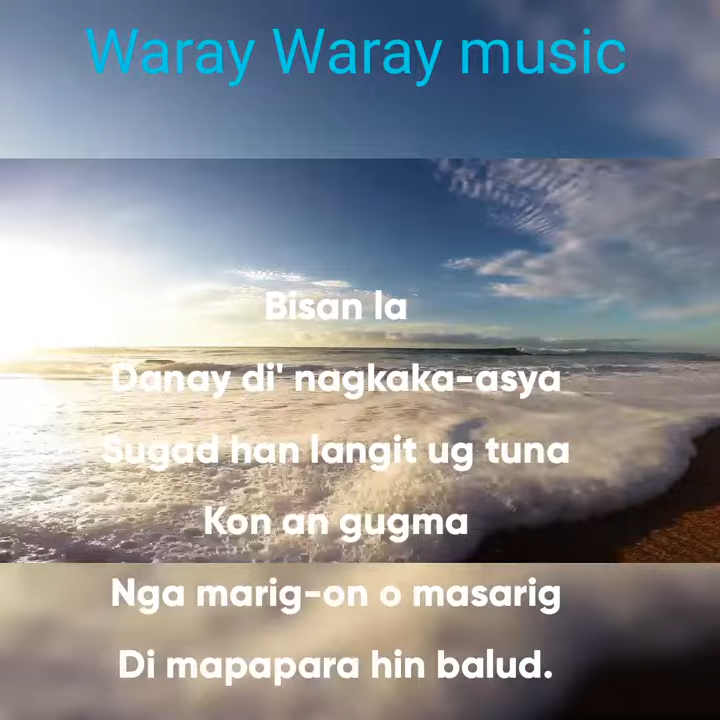 Waray Waray music
Bisan la
Danay di' nagkaka-asya
Sugad han langit ug tuna
Kon an gugma
Nga marig-on o masarig
Di mapapara hin balud.